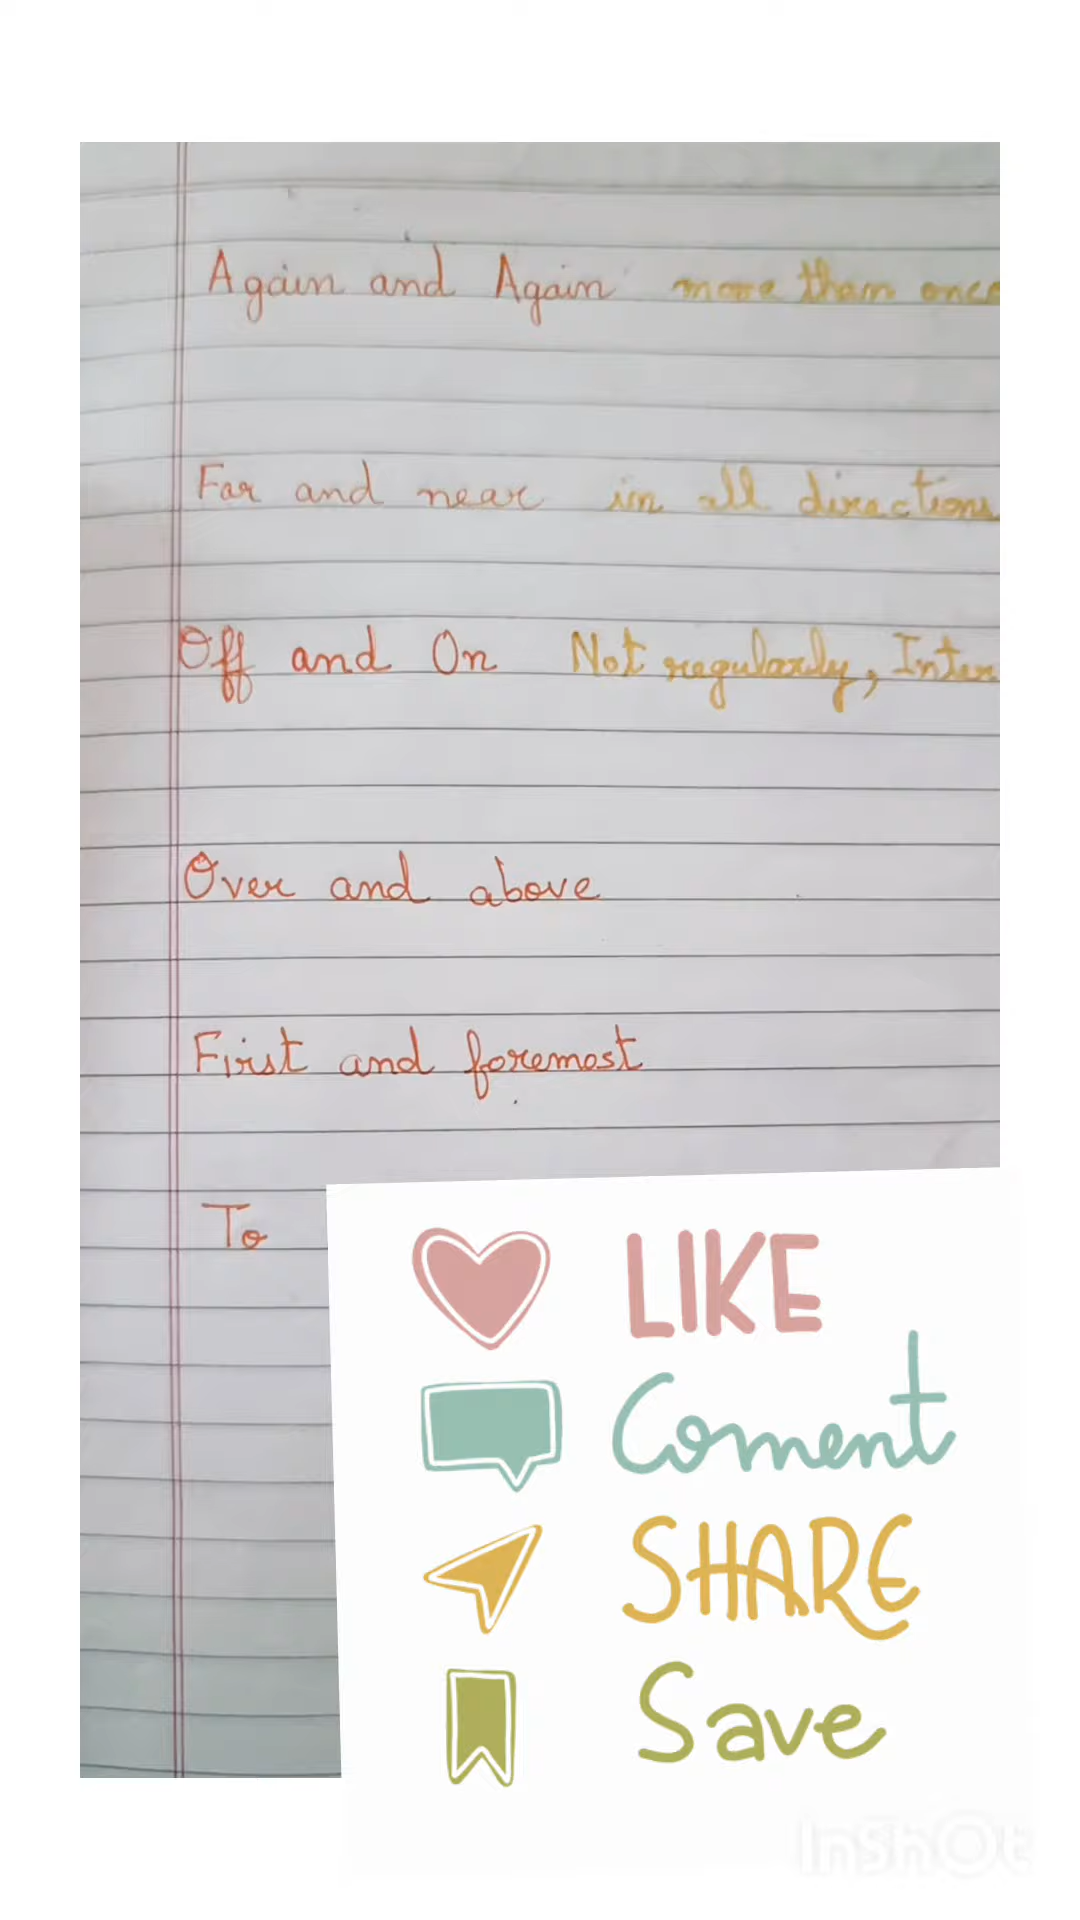 Again and Again more than once
Far and near in all directions
Off and On Not regularly, Inter
Over and above
First and foremost
To
LIKE
Coment
SHARE
Save
InshOt